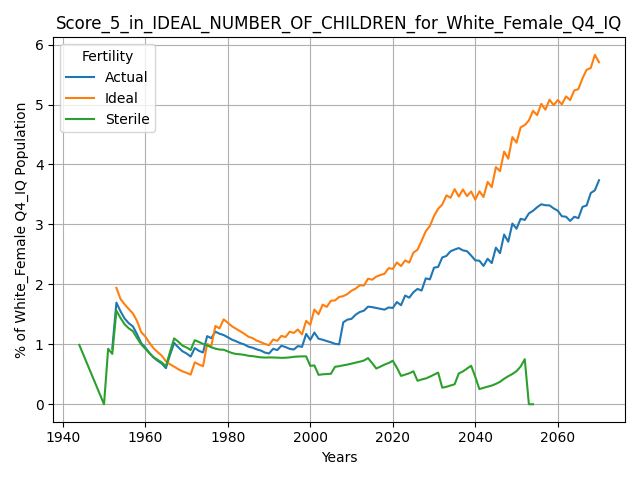 Score_5_in_IDEAL_NUMBER_OF_CHILDREN_for_White_Female_Q4_IQ
Fertility
Actual
Ideal
Sterile
% of White_Female Q4_IQ Population
6
5
4
3
2
1
0
1940
1960
1980
2000
2020
2040
2060
Years